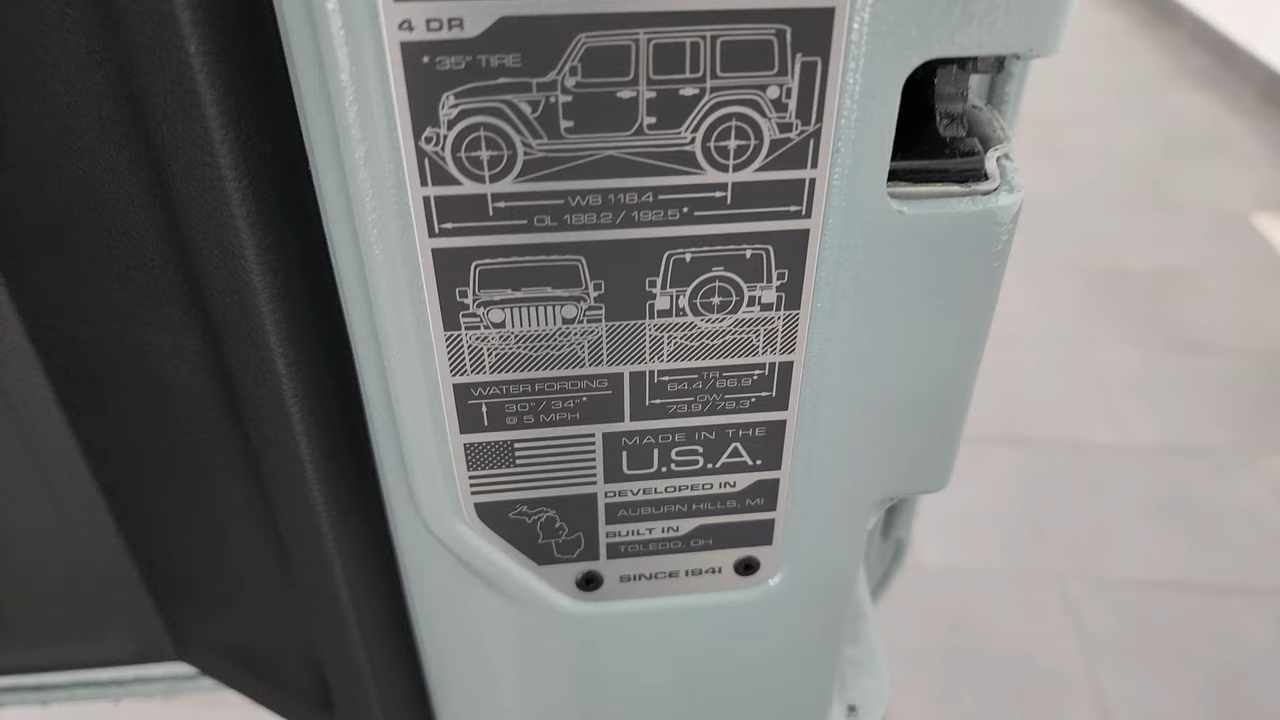 4 DR
* 35" TIRE
WB 118.4
OL 188.2 / 192.5*
WATER FORDING
30" / 34"*
@ 5 MPH
TR
64.4 / 66.9*
OW
73.9 / 79.3*
MADE IN THE
U.S.A.
DEVELOPED IN
AUBURN HILLS, MI
BUILT IN
TOLEDO, OH
SINCE 1941